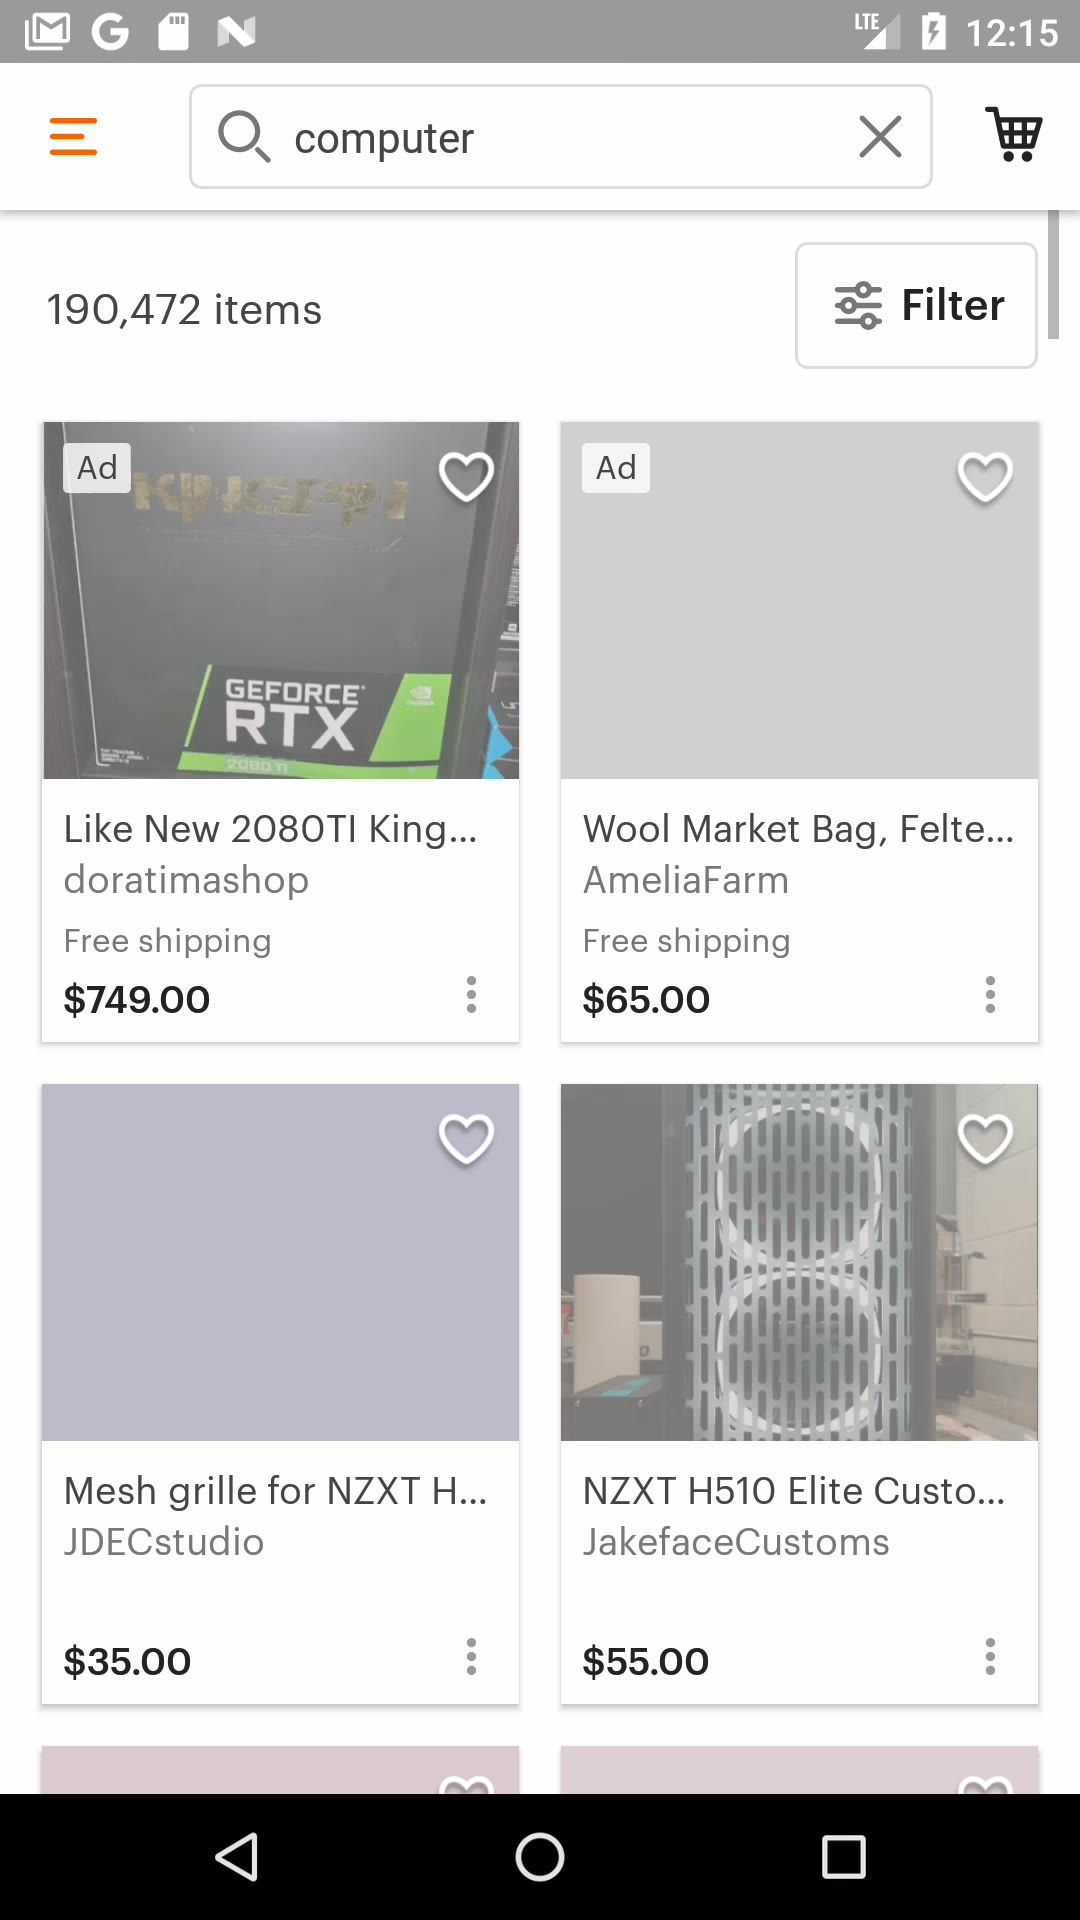 LTE 12:15
computer
190,472 items
Filter
Ad
KINGPIN
GEFORCE
RTX
2080 TI
NVIDIA
Like New 2080TI King...
doratimashop
Free shipping
$749.00
Ad
Wool Market Bag, Felte...
AmeliaFarm
Free shipping
$65.00
Mesh grille for NZXT H...
JDECstudio
$35.00
NZXT H510 Elite Custo...
JakefaceCustoms
$55.00